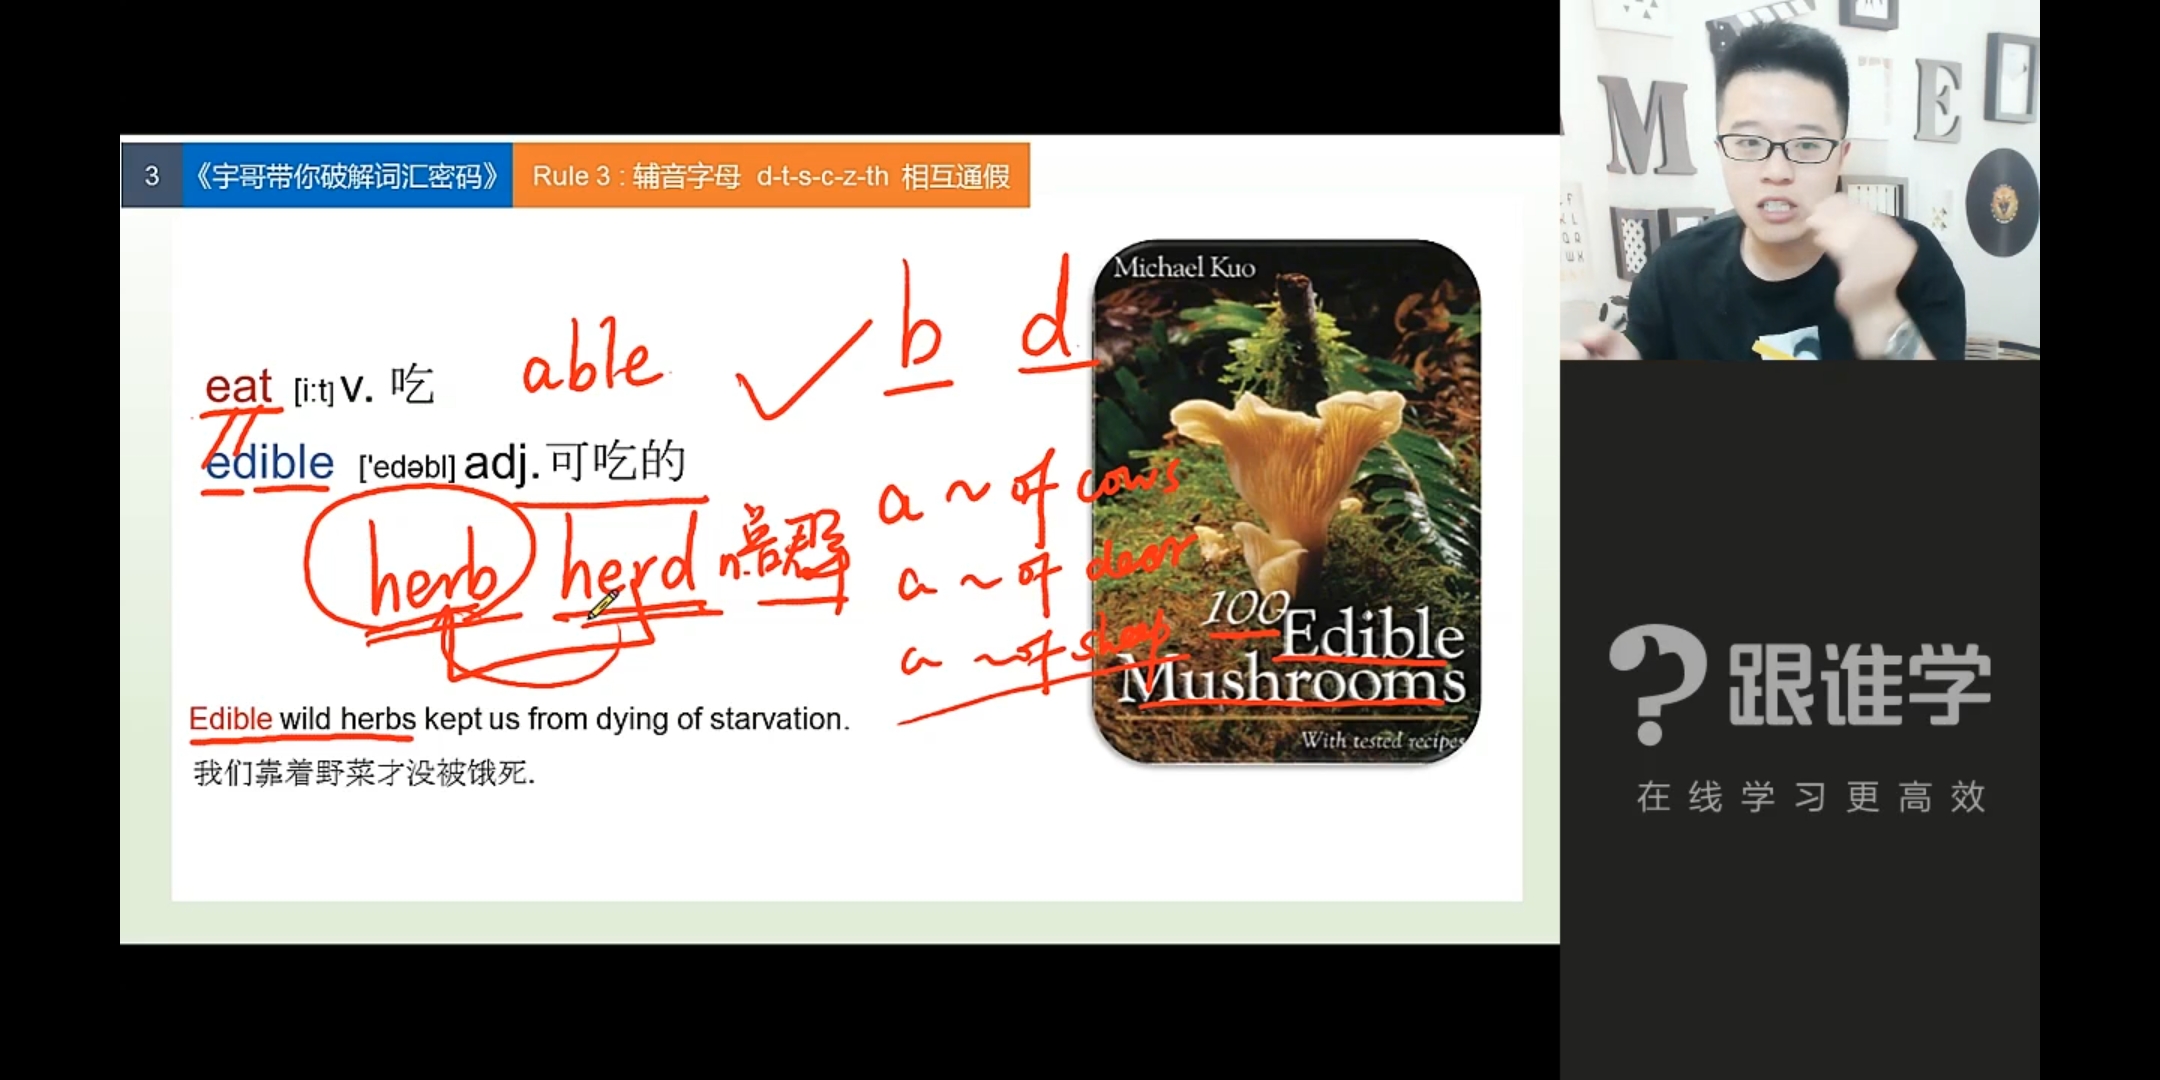 3 《宇哥带你破解词汇密码》 Rule 3 : 辅音字母 d-t-s-c-z-th 相互通假
M E
Michael Kuo
b d
able
eat [i:t] v. 吃
edible ['edəbl] adj. 可吃的
a ~ of cows
herb herd n. 兽群
a ~ of deer
a ~ of sheep
100 Edible
Mushrooms
With tested recipes
Edible wild herbs kept us from dying of starvation.
我们靠着野菜才没被饿死.
跟谁学
在线学习更高效